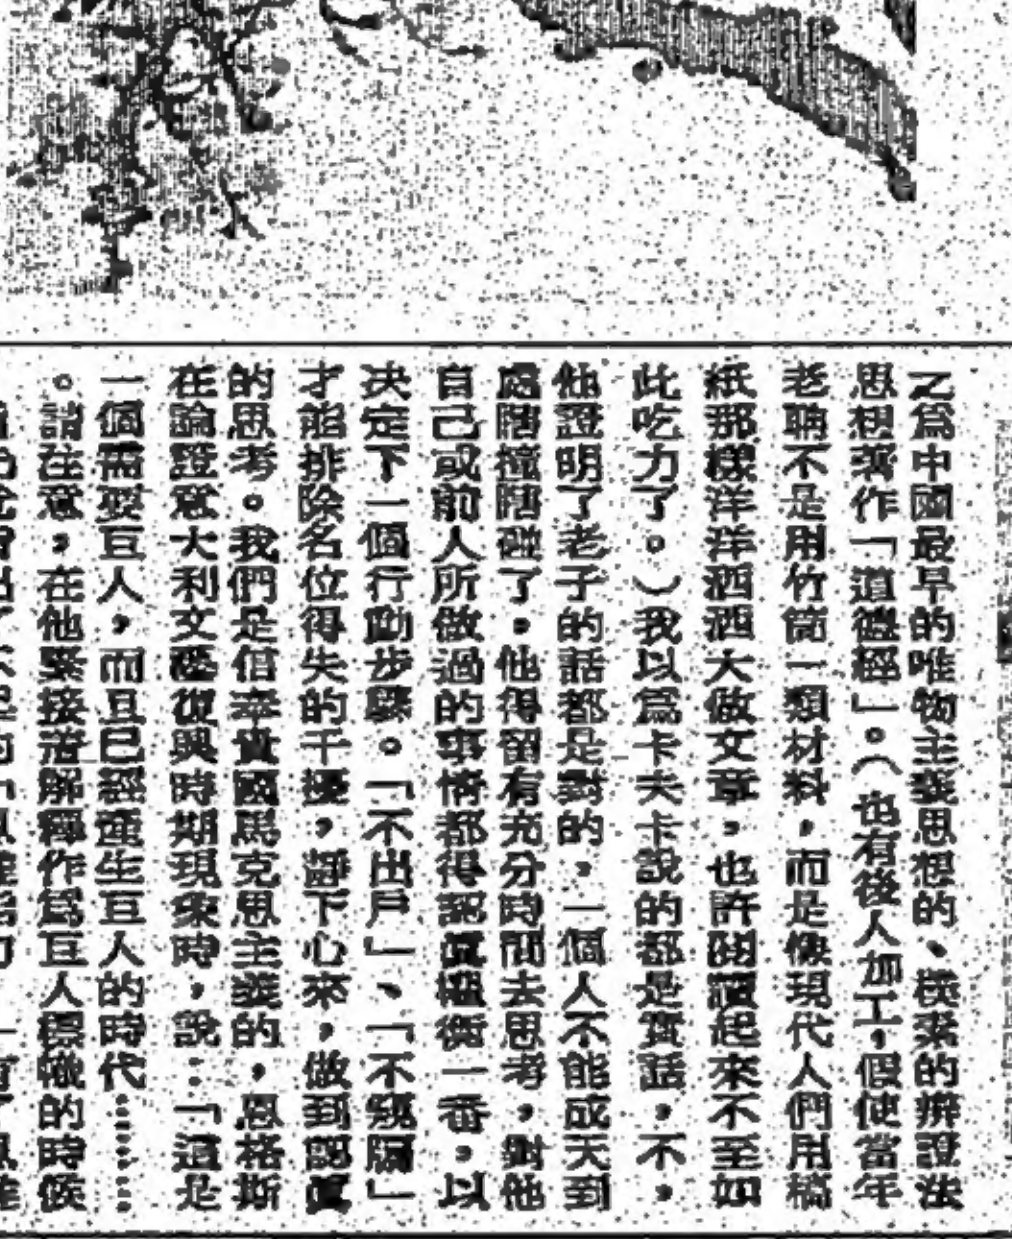 之爲中國最早的唯物主義思想的、樸素的辨證法
思想著作「道德經」。（也有後人加工，假使當年
老聃不是用竹筒一類材料，而是像現代人們用稿
紙那樣洋洋洒洒大做文章，也許閱讀起來不至如
此吃力了。）我以爲卡夫卡說的都是實話，不，
他證明了老子的話都是對的，一個人不能成天到
處瞎撞瞎碰了。他得留有充分時間去思考，對他
自己或前人所做過的事情都得認眞權衡一番，以
決定下一個行動步驟。「不出戶」、「不窺牖」
才能排除名位得失的干擾，靜下心來，做到認眞
的思考。我們是信奉貴國馬克思主義的，恩格斯
在論證意大利文藝復興時期現象時，說：「這是
一個需要巨人，而且已經產生巨人的時代……
。請注意，在他緊接着解釋作爲巨人標幟的時候